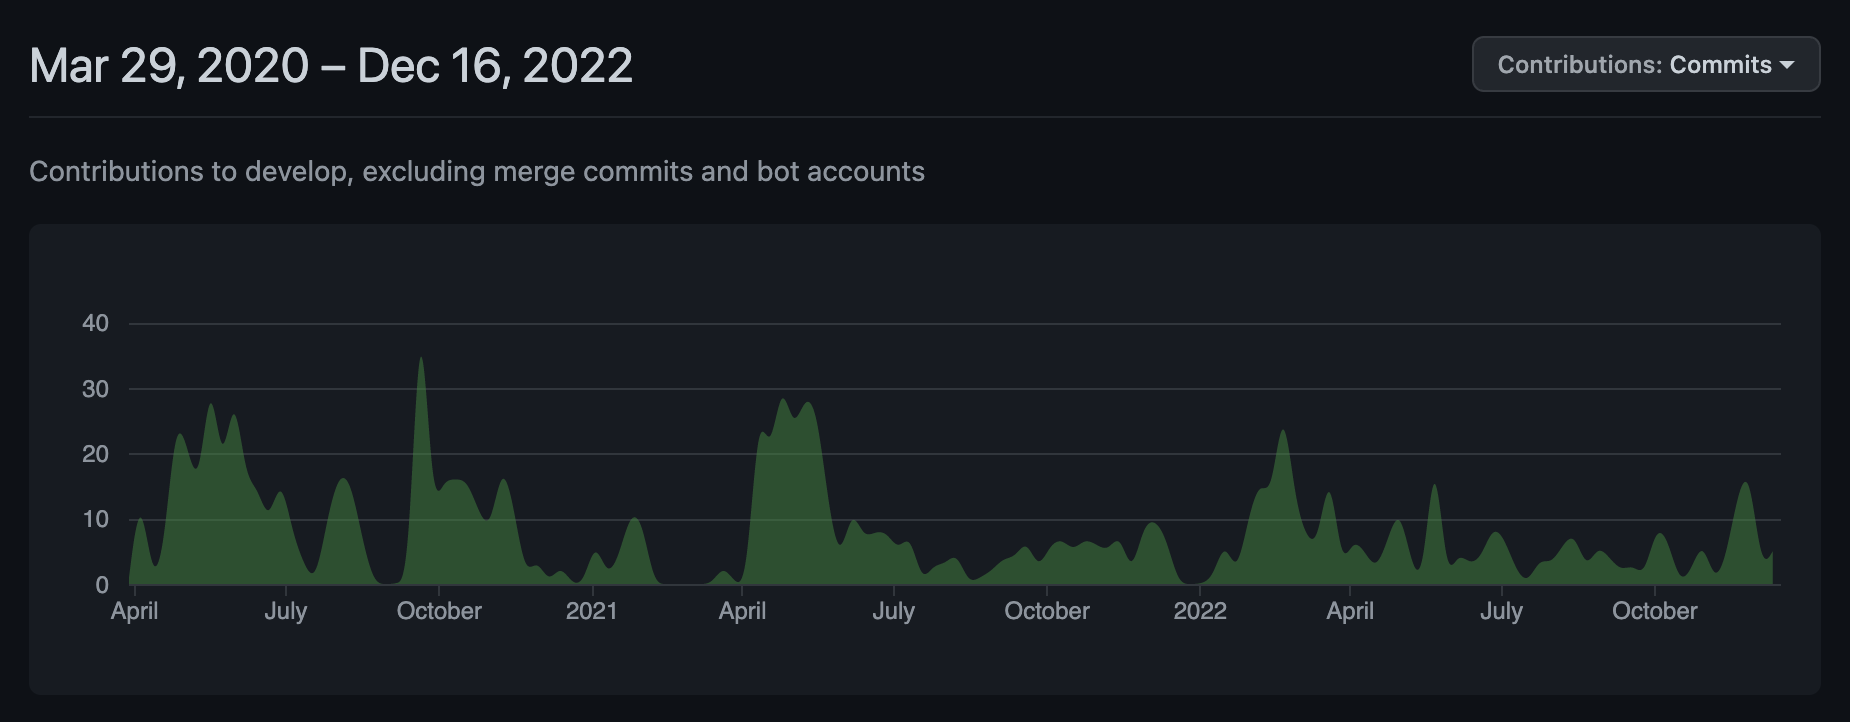 Mar 29, 2020 – Dec 16, 2022
Contributions: Commits
Contributions to develop, excluding merge commits and bot accounts
40
30
20
10
0
April July October 2021 April July October 2022 April July October